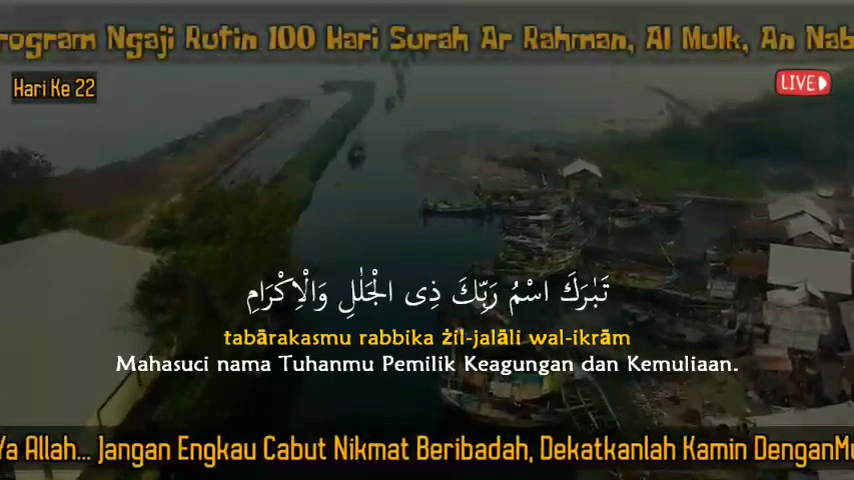 rogram Ngaji Rutin 100 Hari Surah Ar Rahman, Al Mulk, An Nab
Hari Ke 22
LIVE
تَبٰرَكَ اسْمُ رَبِّكَ ذِى الْجَلٰلِ وَالْاِكْرَامِ
tabārakasmu rabbika żil-jalāli wal-ikrām
Mahasuci nama Tuhanmu Pemilik Keagungan dan Kemuliaan.
Ya Allah... Jangan Engkau Cabut Nikmat Beribadah, Dekatkanlah Kamin DenganMu